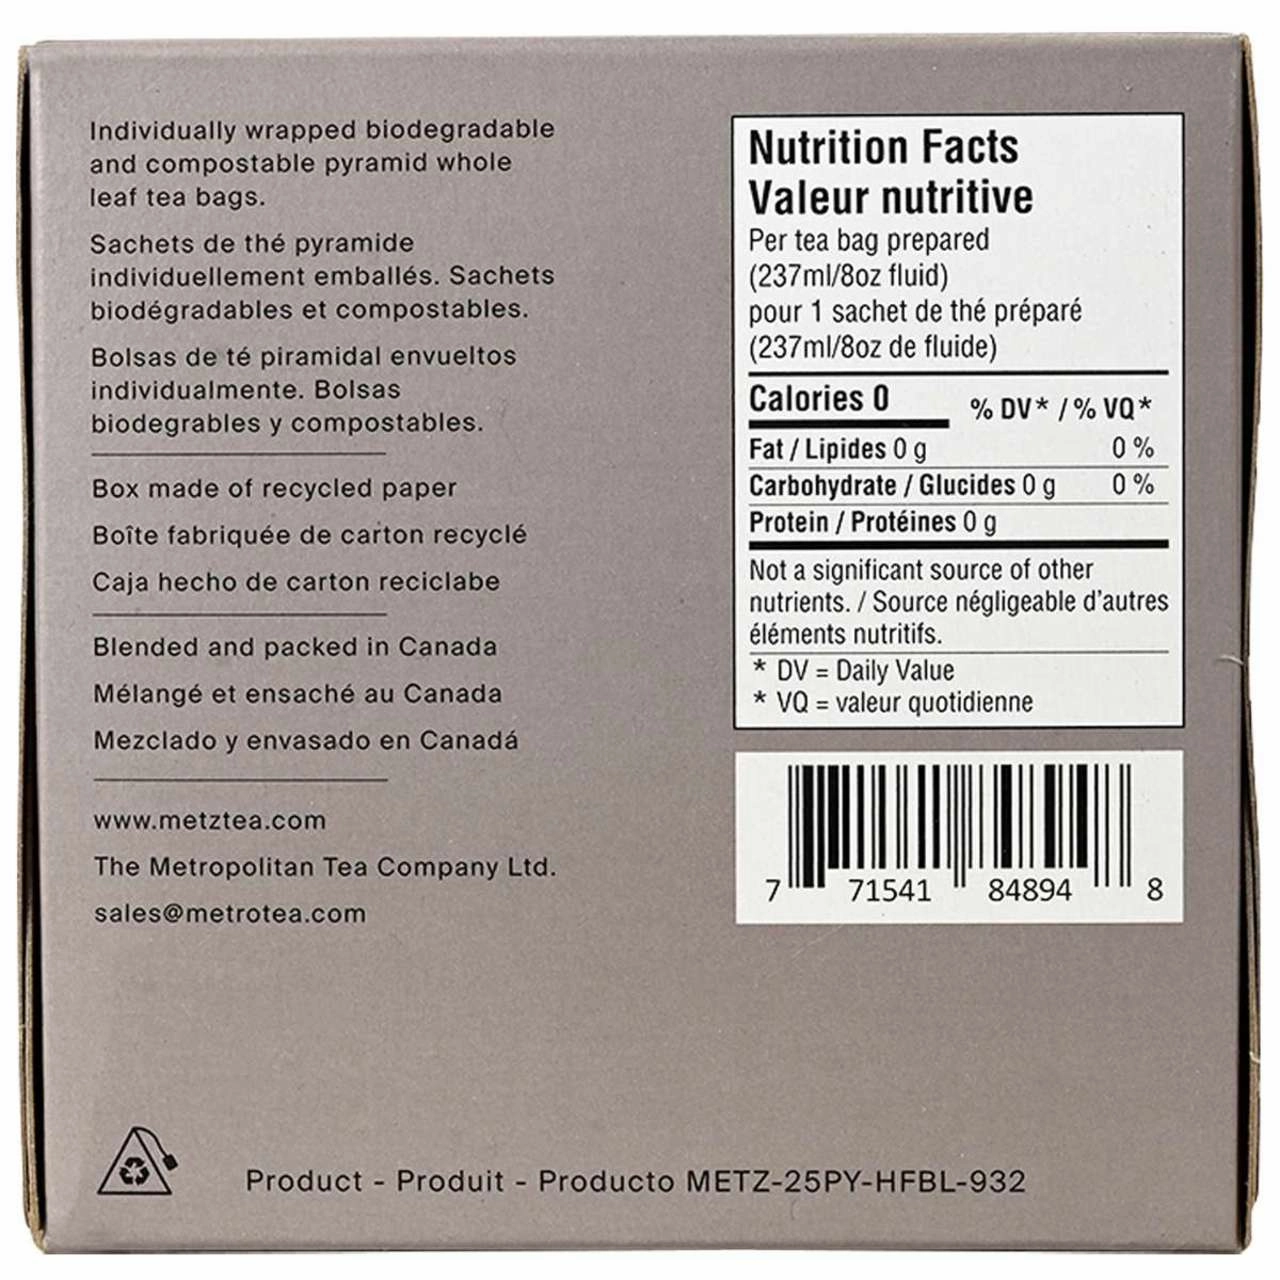 Individually wrapped biodegradable
and compostable pyramid whole
leaf tea bags.
Sachets de thé pyramide
individuellement emballés. Sachets
biodégradables et compostables.
Bolsas de té piramidal envueltos
individualmente. Bolsas
biodegrables y compostables.
Box made of recycled paper
Boîte fabriquée de carton recyclé
Caja hecho de carton reciclabe
Blended and packed in Canada
Mélangé et ensaché au Canada
Mezclado y envasado en Canadá
www.metztea.com
The Metropolitan Tea Company Ltd.
sales@metrotea.com
Nutrition Facts
Valeur nutritive
Per tea bag prepared
(237ml/8oz fluid)
pour 1 sachet de thé préparé
(237ml/8oz de fluide)
Calories 0 % DV* / % VQ*
Fat / Lipides 0 g 0 %
Carbohydrate / Glucides 0 g 0 %
Protein / Protéines 0 g
Not a significant source of other
nutrients. / Source négligeable d'autres
éléments nutritifs.
* DV = Daily Value
* VQ = valeur quotidienne
7 71541 84894 8
Product - Produit - Producto METZ-25PY-HFBL-932